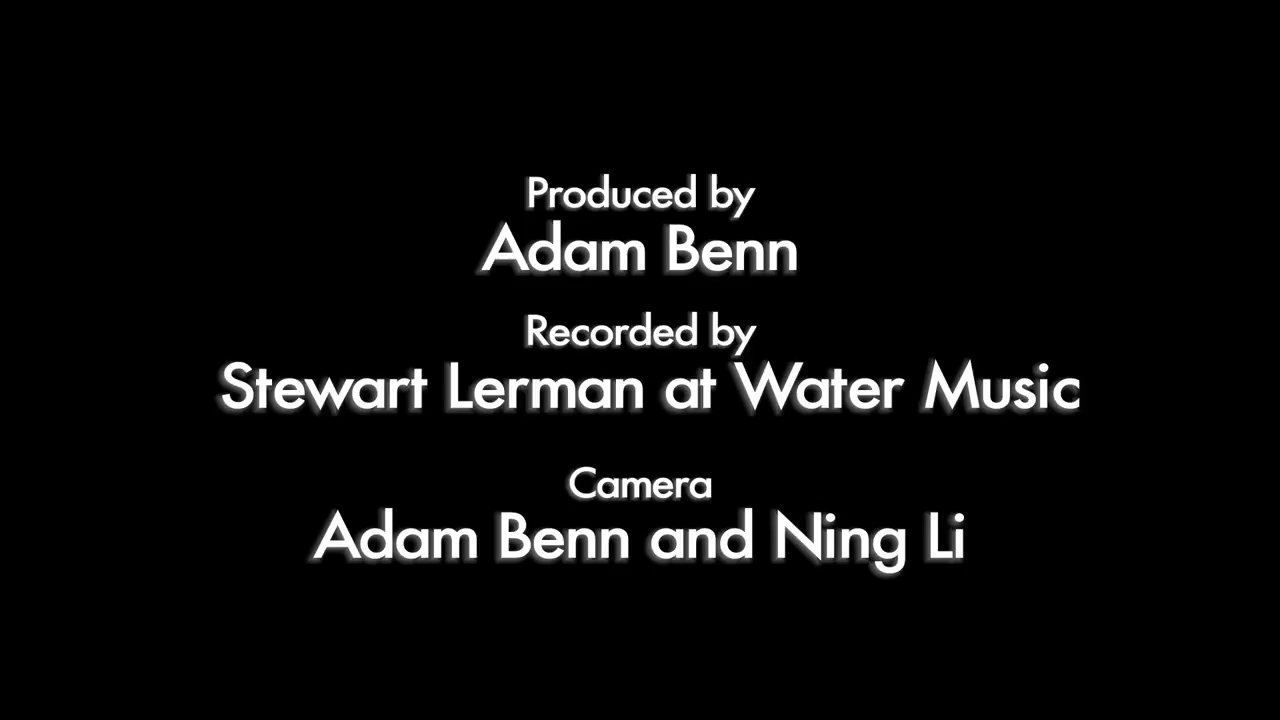 Produced by
Adam Benn
Recorded by
Stewart Lerman at Water Music
Camera
Adam Benn and Ning Li